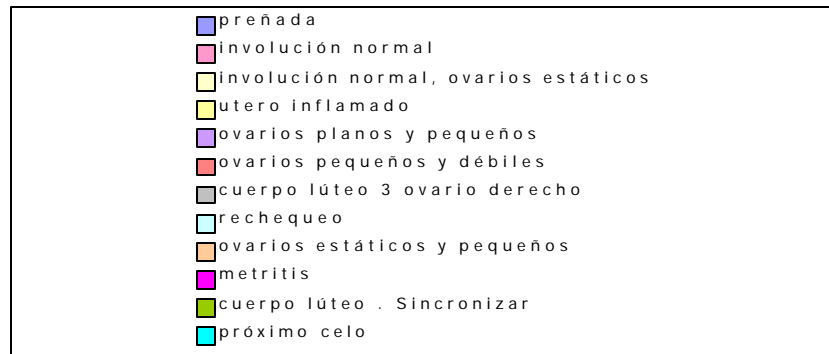 preñada
involución normal
involución normal, ovarios estáticos
utero inflamado
ovarios planos y pequeños
ovarios pequeños y débiles
cuerpo lúteo 3 ovario derecho
rechequeo
ovarios estáticos y pequeños
metritis
cuerpo lúteo . Sincronizar
próximo celo